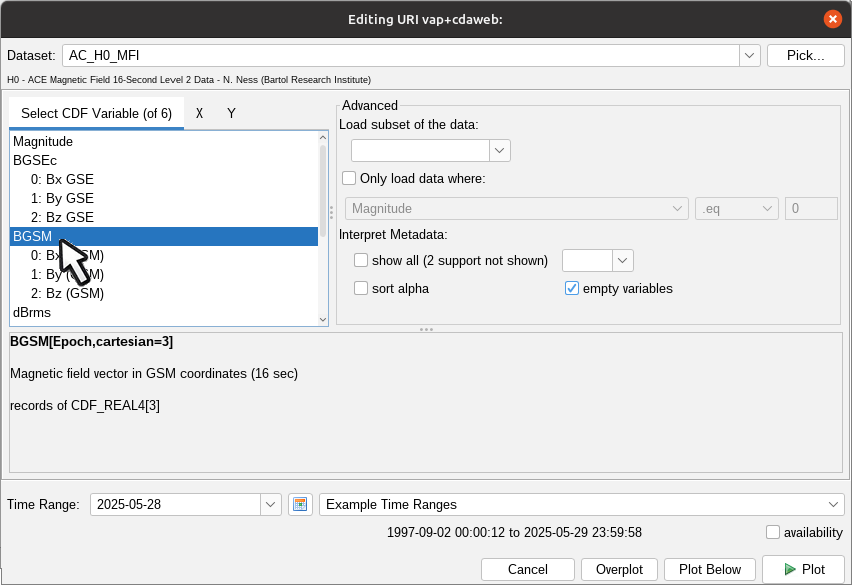 Editing URI vap+cdaweb:
Dataset: AC_H0_MFI Pick...
H0 - ACE Magnetic Field 16-Second Level 2 Data - N. Ness (Bartol Research Institute)
Select CDF Variable (of 6) X Y
Magnitude
BGSEc
0: Bx GSE
1: By GSE
2: Bz GSE
BGSM
0: Bx (GSM)
1: By (GSM)
2: Bz (GSM)
dBrms
Advanced
Load subset of the data:
Only load data where:
Magnitude .eq 0
Interpret Metadata:
show all (2 support not shown)
sort alpha empty variables
BGSM[Epoch,cartesian=3]
Magnetic field vector in GSM coordinates (16 sec)
records of CDF_REAL4[3]
Time Range: 2025-05-28 Example Time Ranges
1997-09-02 00:00:12 to 2025-05-29 23:59:58 availability
Cancel Overplot Plot Below Plot